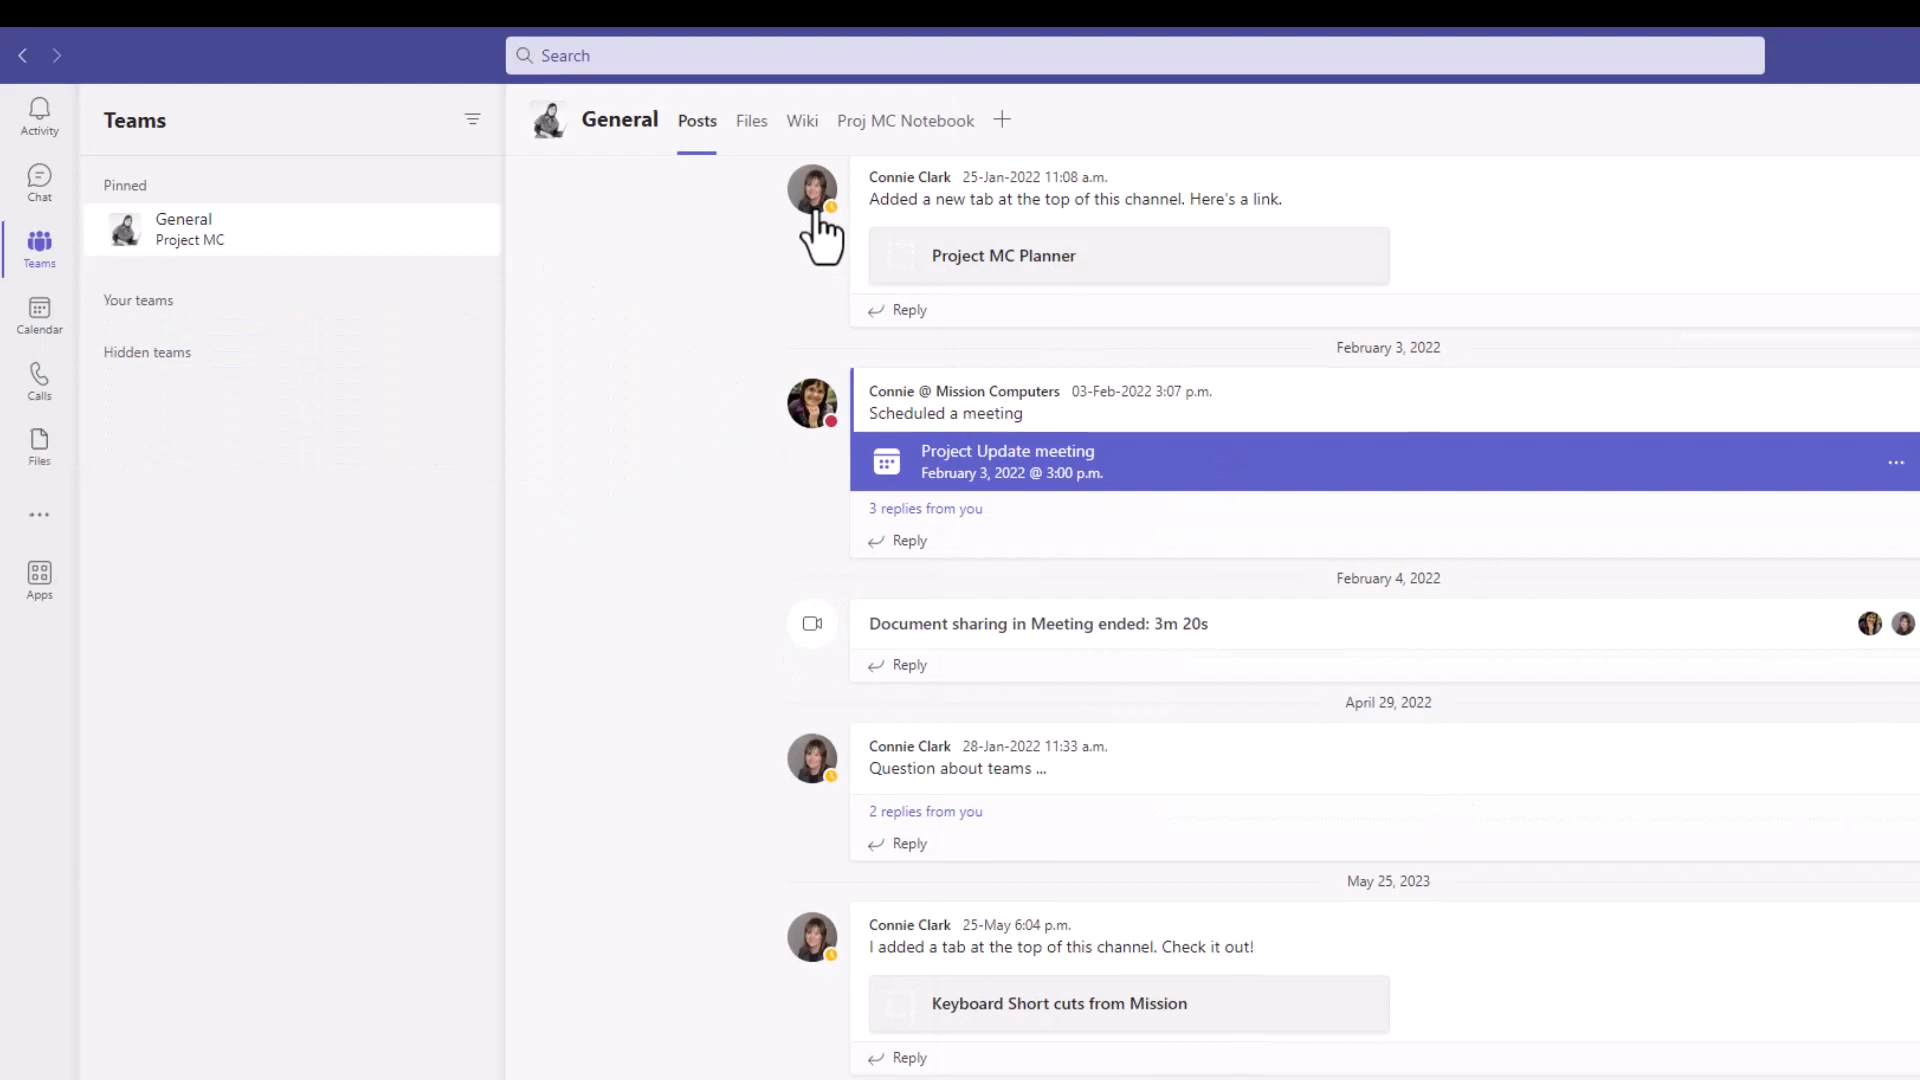 Search
Activity
Chat
Teams
Calendar
Calls
Files
Apps
Teams
Pinned
General
Project MC
Your teams
Hidden teams
General Posts Files Wiki Proj MC Notebook
Connie Clark 25-Jan-2022 11:08 a.m.
Added a new tab at the top of this channel. Here's a link.
Project MC Planner
Reply
February 3, 2022
Connie @ Mission Computers 03-Feb-2022 3:07 p.m.
Scheduled a meeting
Project Update meeting
February 3, 2022 @ 3:00 p.m.
3 replies from you
Reply
February 4, 2022
Document sharing in Meeting ended: 3m 20s
Reply
April 29, 2022
Connie Clark 28-Jan-2022 11:33 a.m.
Question about teams ...
2 replies from you
Reply
May 25, 2023
Connie Clark 25-May 6:04 p.m.
I added a tab at the top of this channel. Check it out!
Keyboard Short cuts from Mission
Reply